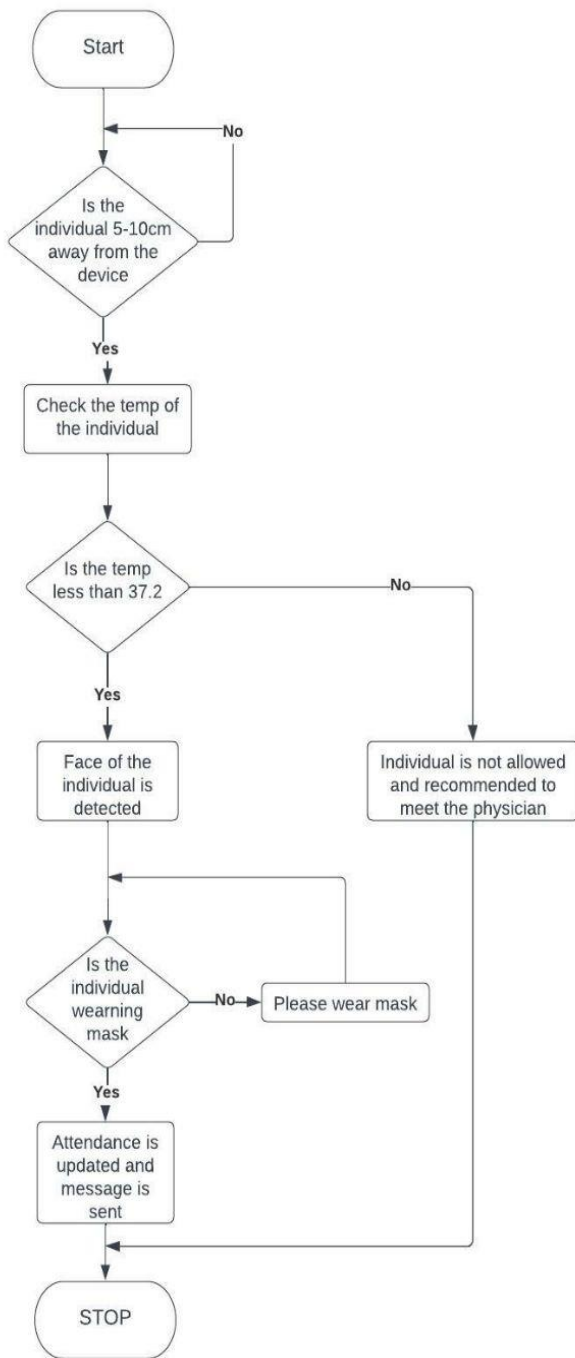 Start
No
Is the
individual 5-10cm
away from the
device
Yes
Check the temp of
the individual
Is the temp
less than 37.2
No
Yes
Face of the
individual is
detected
Individual is not allowed
and recommended to
meet the physician
Is the
individual
wearning
mask
No
Please wear mask
Yes
Attendance is
updated and
message is
sent
STOP